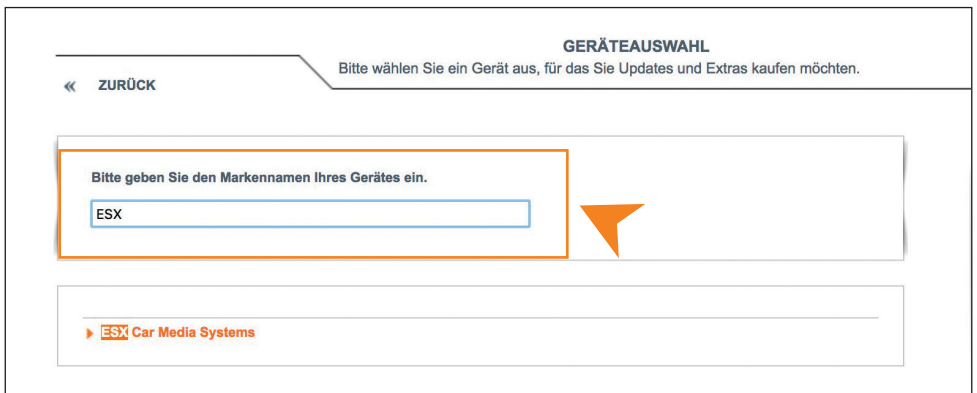 GERÄTEAUSWAHL
Bitte wählen Sie ein Gerät aus, für das Sie Updates und Extras kaufen möchten.
« ZURÜCK
Bitte geben Sie den Markennamen Ihres Gerätes ein.
ESX
ESX Car Media Systems